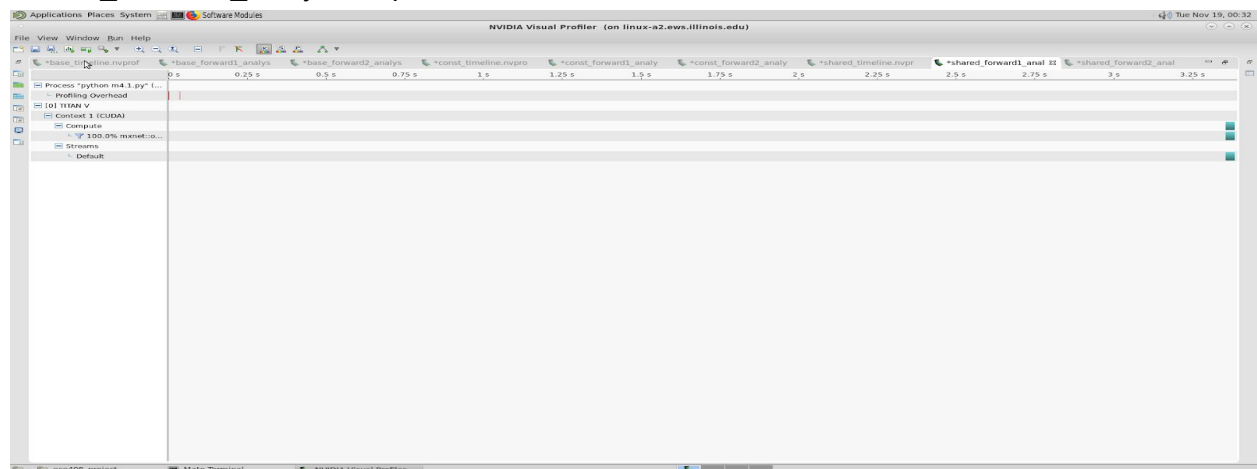 Applications Places System Software Modules Tue Nov 19, 00:32
NVIDIA Visual Profiler (on linux-a2.ews.illinois.edu)
File View Window Run Help
*base_timeline.nvprof *base_forward1_analys *base_forward2_analys *const_timeline.nvpro *const_forward1_analy *const_forward2_analy *shared_timeline.nvpr *shared_forward1_anal *shared_forward2_anal
0 s 0.25 s 0.5 s 0.75 s 1 s 1.25 s 1.5 s 1.75 s 2 s 2.25 s 2.5 s 2.75 s 3 s 3.25 s
Process "python m4.1.py" (...
Profiling Overhead
[0] TITAN V
Context 1 (CUDA)
Compute
100.0% mxnet::o...
Streams
Default
NVIDIA Visual Profiler